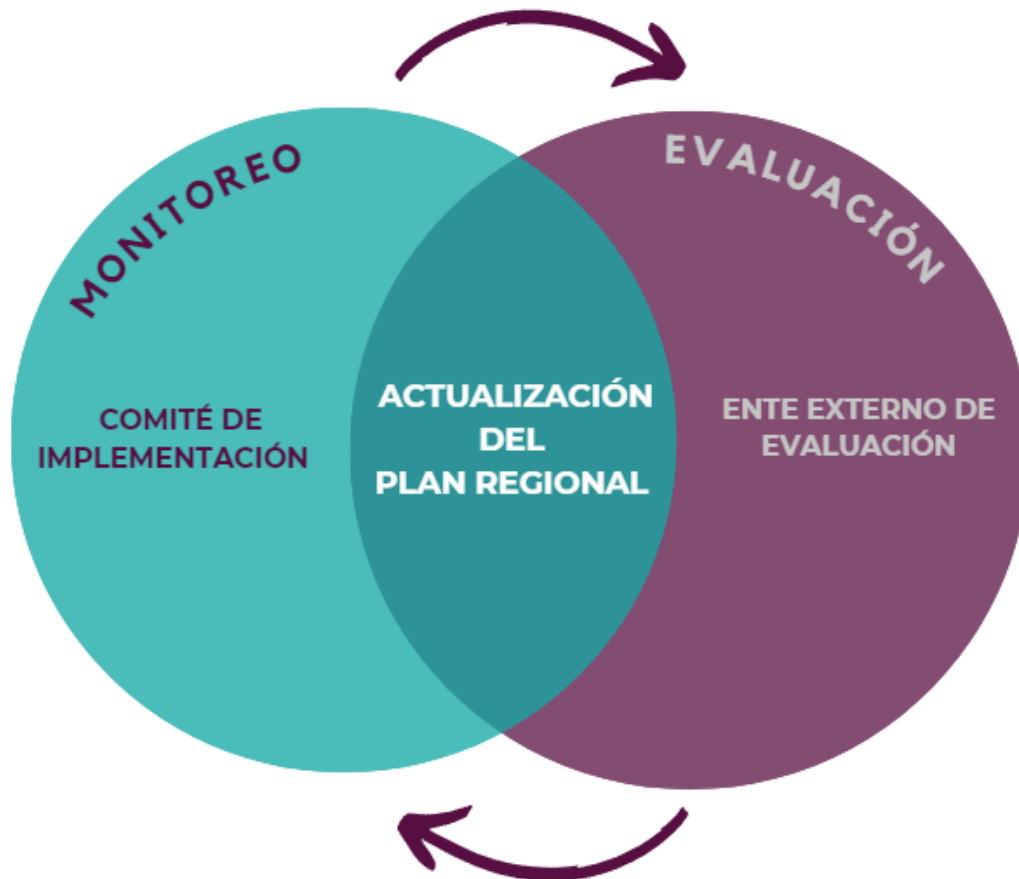 MONITOREO
EVALUACIÓN
COMITÉ DE
IMPLEMENTACIÓN
ACTUALIZACIÓN
DEL
PLAN REGIONAL
ENTE EXTERNO DE
EVALUACIÓN